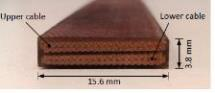 Upper cable
Lower cable
3.8 mm
15.6 mm